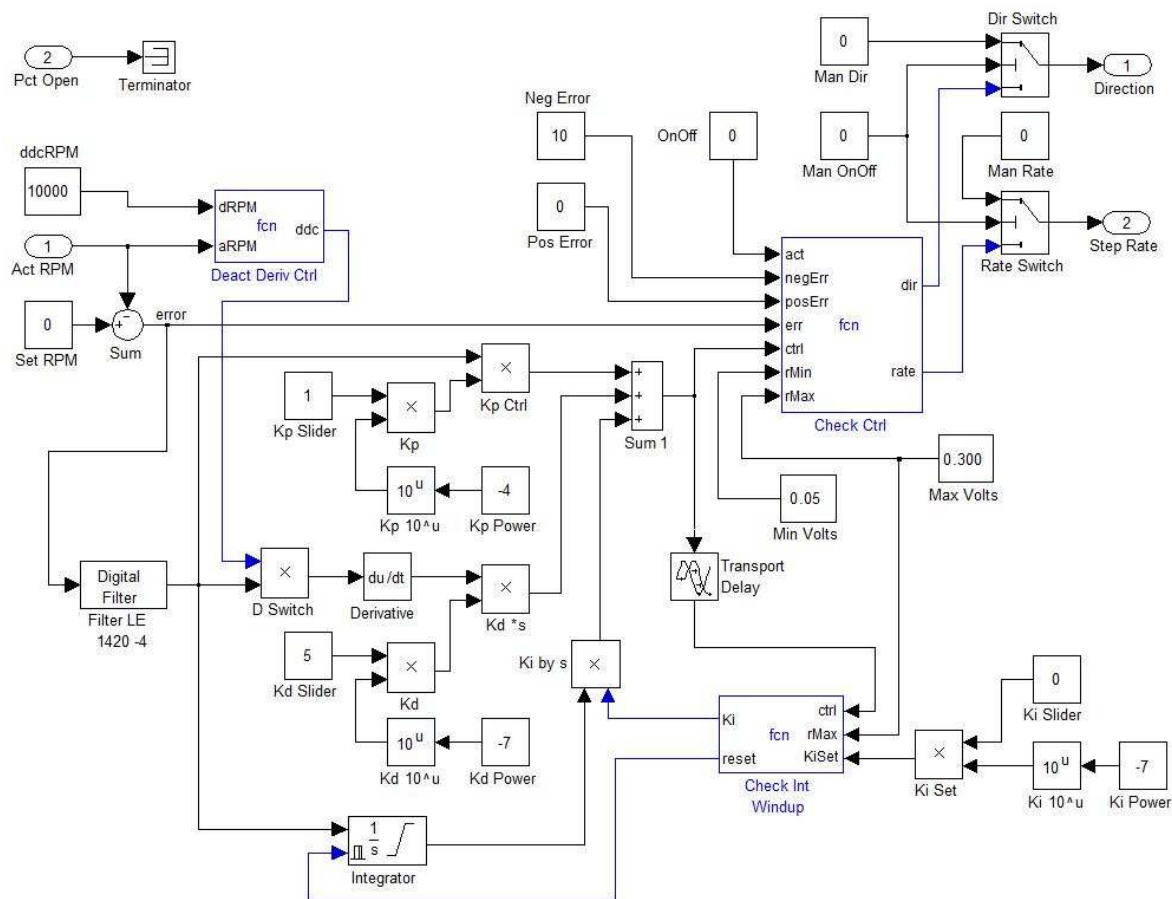 Dir Switch
2
Pct Open
Terminator
0
Man Dir
1
Direction
Neg Error
10
OnOff
0
0
Man OnOff
0
Man Rate
ddcRPM
10000
dRPM
fcn
ddc
aRPM
Deact Deriv Ctrl
1
Act RPM
0
Pos Error
2
Step Rate
Rate Switch
act
negErr
posErr
err
ctrl
rMin
rMax
dir
fcn
rate
Check Ctrl
0
Set RPM
+
−
Sum
error
1
Kp Slider
×
Kp
×
Kp Ctrl
+
+
+
Sum 1
10^u
Kp 10^u
-4
Kp Power
0.300
Max Volts
0.05
Min Volts
Digital
Filter
Filter LE
1420 -4
×
D Switch
du/dt
Derivative
×
Kd *s
Transport
Delay
5
Kd Slider
×
Kd
Ki by s
×
10^u
Kd 10^u
-7
Kd Power
Ki
reset
fcn
ctrl
rMax
KiSet
Check Int
Windup
0
Ki Slider
×
Ki Set
10^u
Ki 10^u
-7
Ki Power
1
s
Integrator